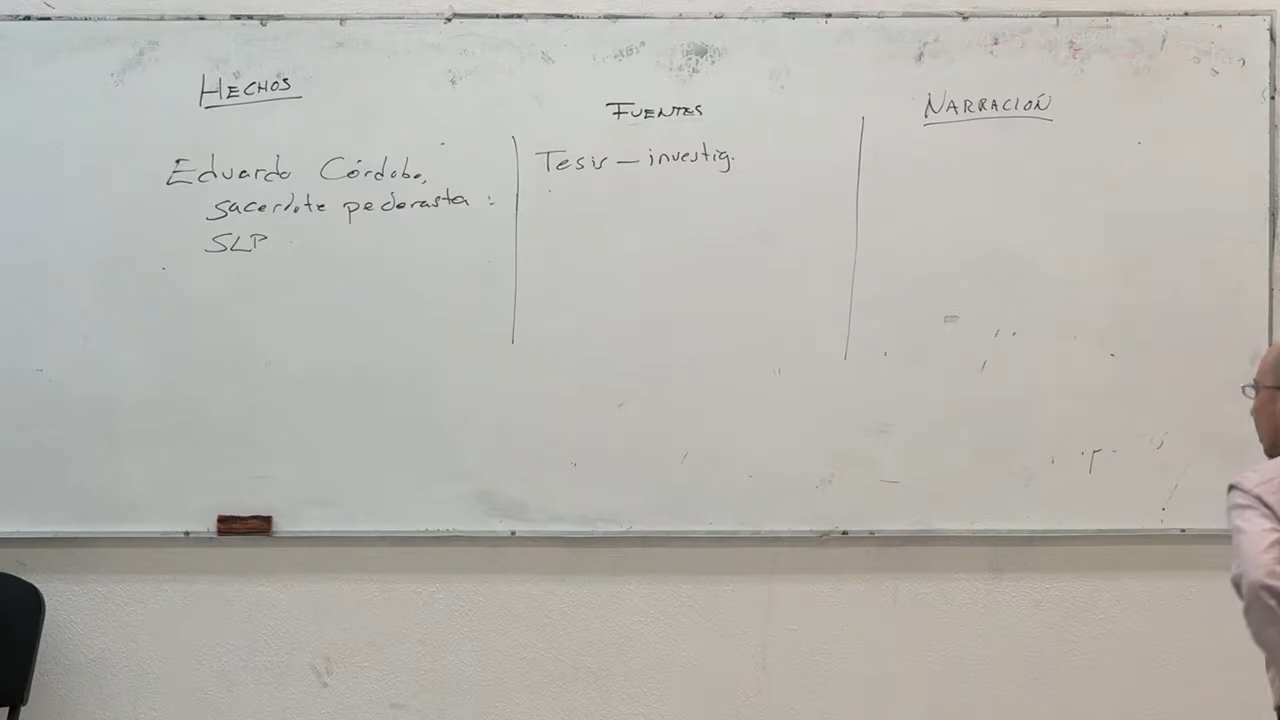 HECHOS
Eduardo Córdoba,
sacerdote pederasta :
SLP
FUENTES
Tesis — investig.
NARRACIÓN